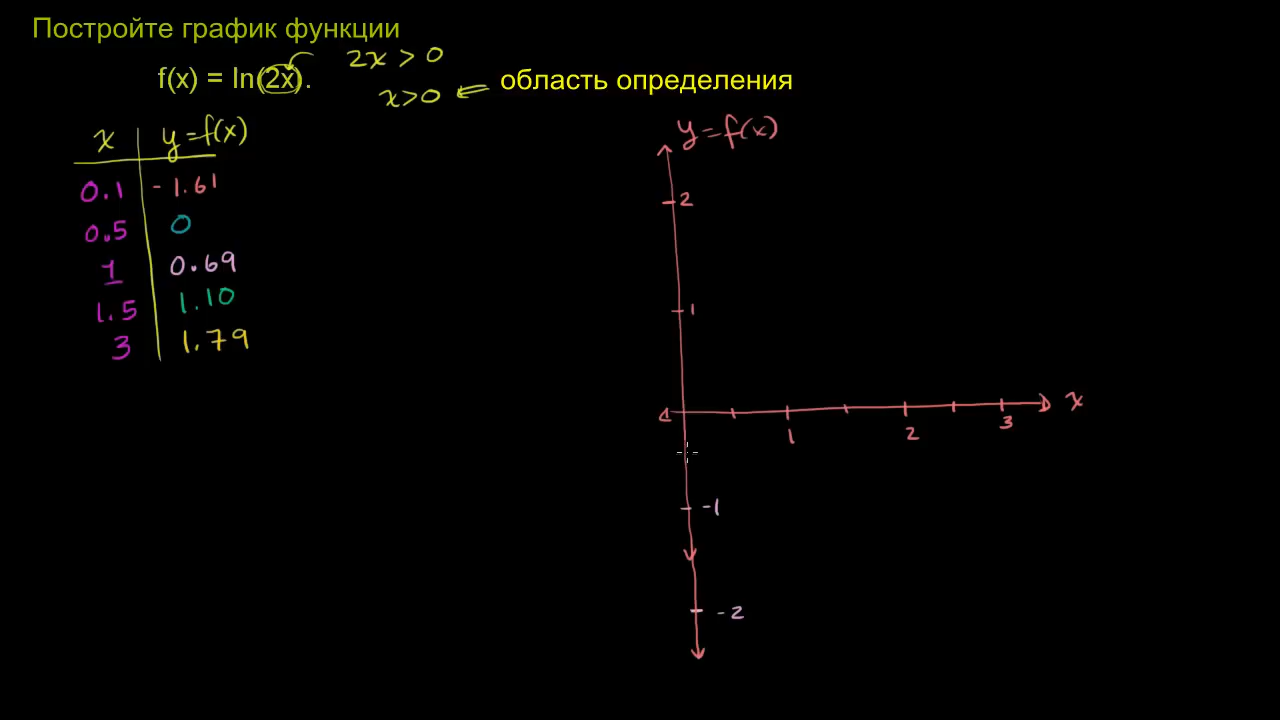 Постройте график функции
f(x) = ln(2x). 2x > 0
x>0 ⇐ область определения
x | y=f(x)
0.1 | -1.61
0.5 | 0
1 | 0.69
1.5 | 1.10
3 | 1.79
y=f(x)
2
1
x
1 2 3
-1
-2